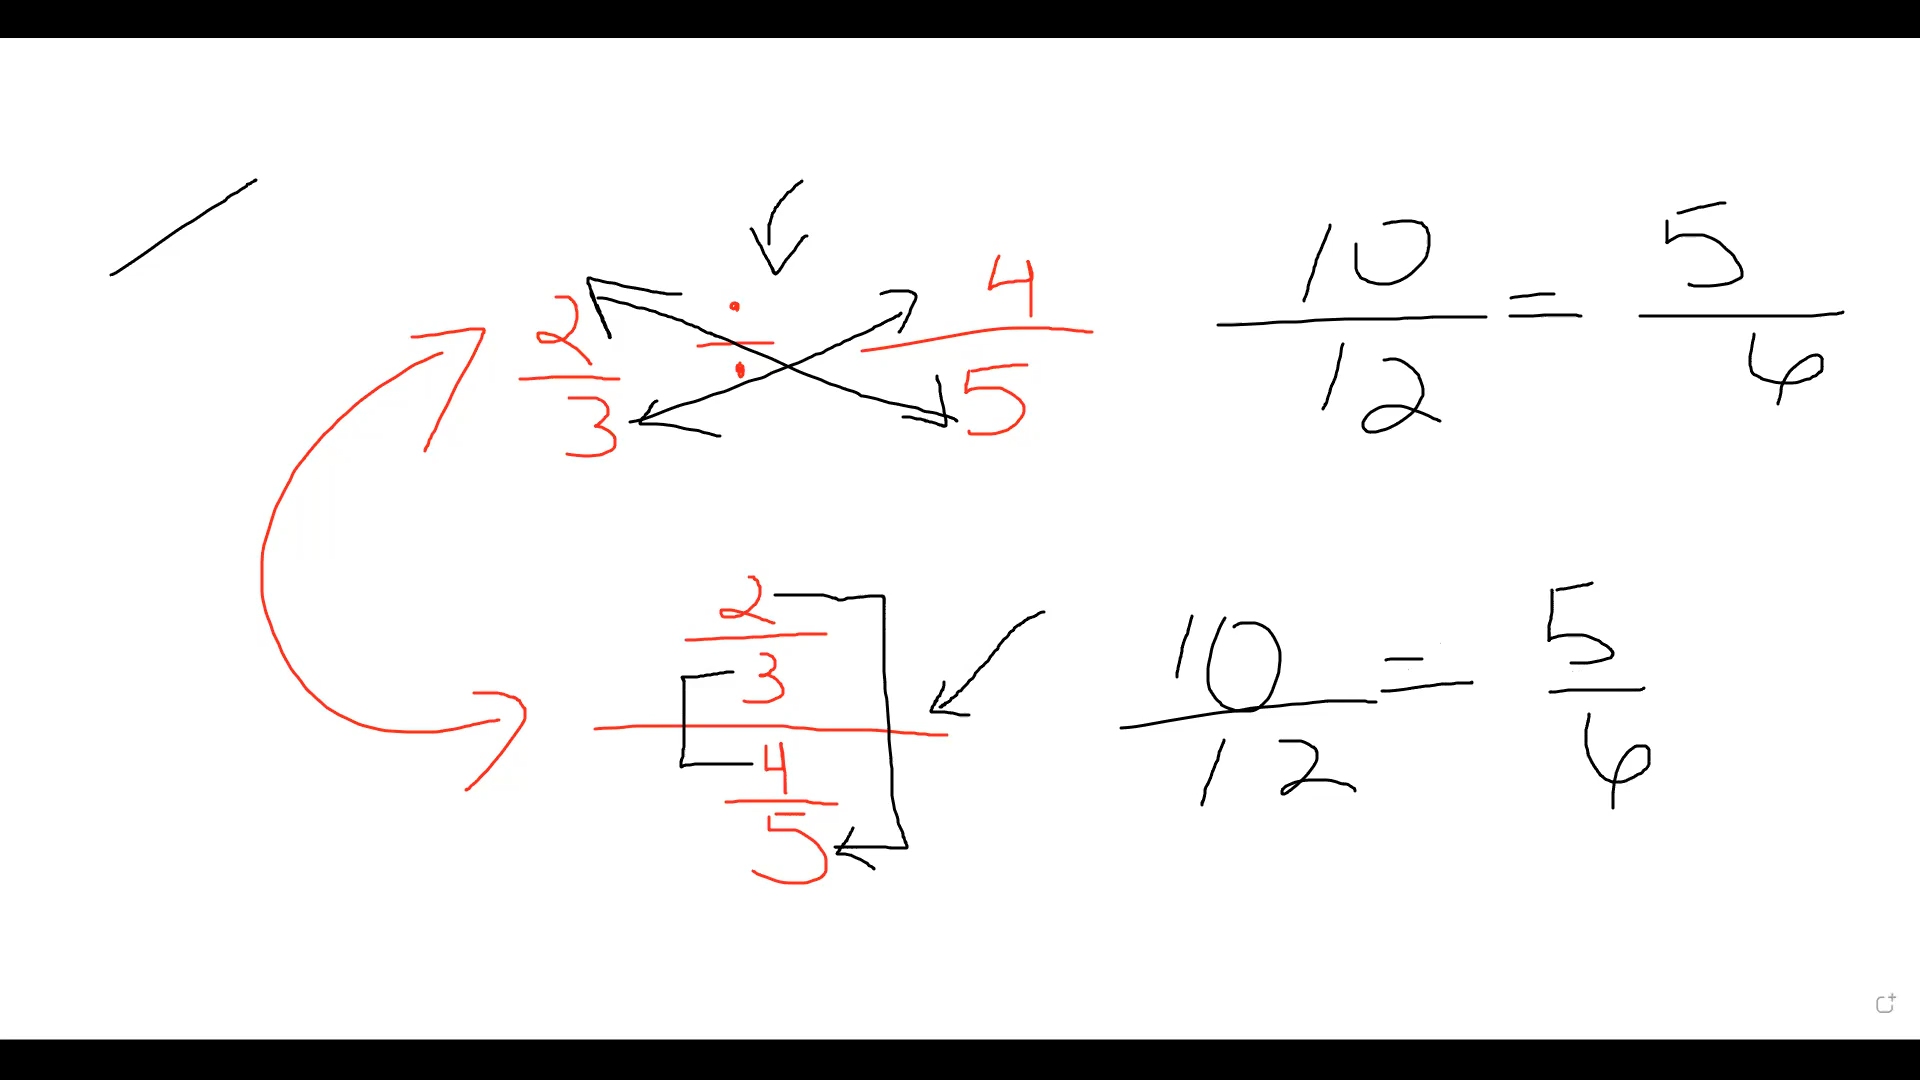 2/3 ÷ 4/5 10/12 = 5/6
2/3 / 4/5 10/12 = 5/6